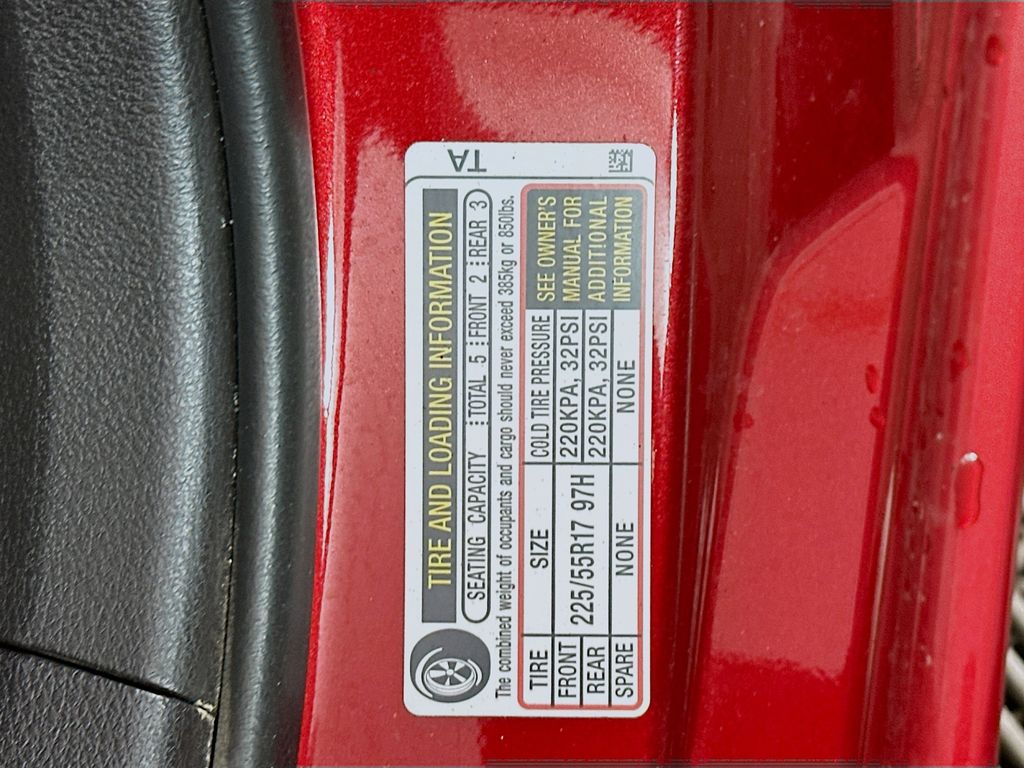 TIRE AND LOADING INFORMATION
TA
SEATING CAPACITY TOTAL 5 FRONT 2 REAR 3
The combined weight of occupants and cargo should never exceed 385kg or 850lbs.
TIRE SIZE COLD TIRE PRESSURE
FRONT 225/55R17 97H 220KPA, 32PSI
REAR 220KPA, 32PSI
SPARE NONE NONE
SEE OWNER'S
MANUAL FOR
ADDITIONAL
INFORMATION